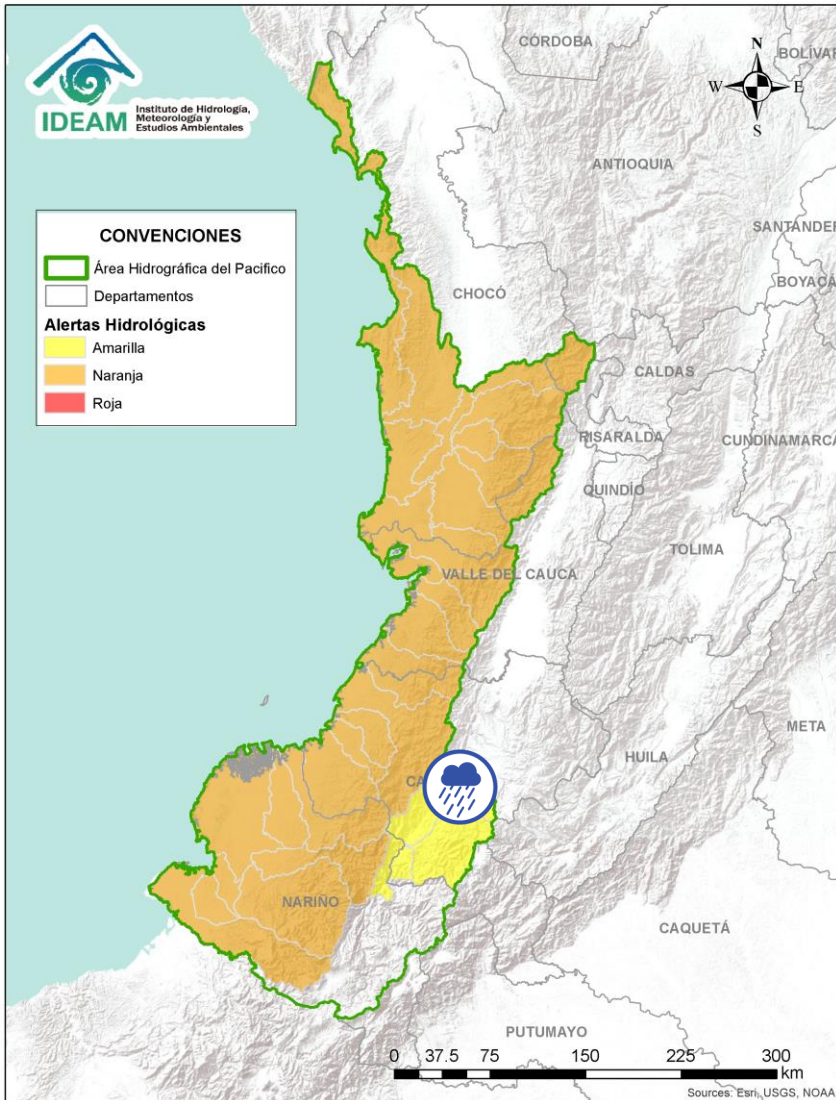 IDEAM
Instituto de Hidrología,
Meteorología y
Estudios Ambientales
N
W
E
S
CÓRDOBA
BOLÍVAR
ANTIOQUIA
SANTANDER
BOYACÁ
CHOCÓ
CALDAS
RISARALDA
CUNDINAMARCA
QUINDÍO
TOLIMA
VALLE DEL CAUCA
META
HUILA
CA
NARIÑO
CAQUETÁ
PUTUMAYO
CONVENCIONES
Área Hidrográfica del Pacifico
Departamentos
Alertas Hidrológicas
Amarilla
Naranja
Roja
0 37.5 75 150 225 300
km
Sources: Esri, USGS, NOAA